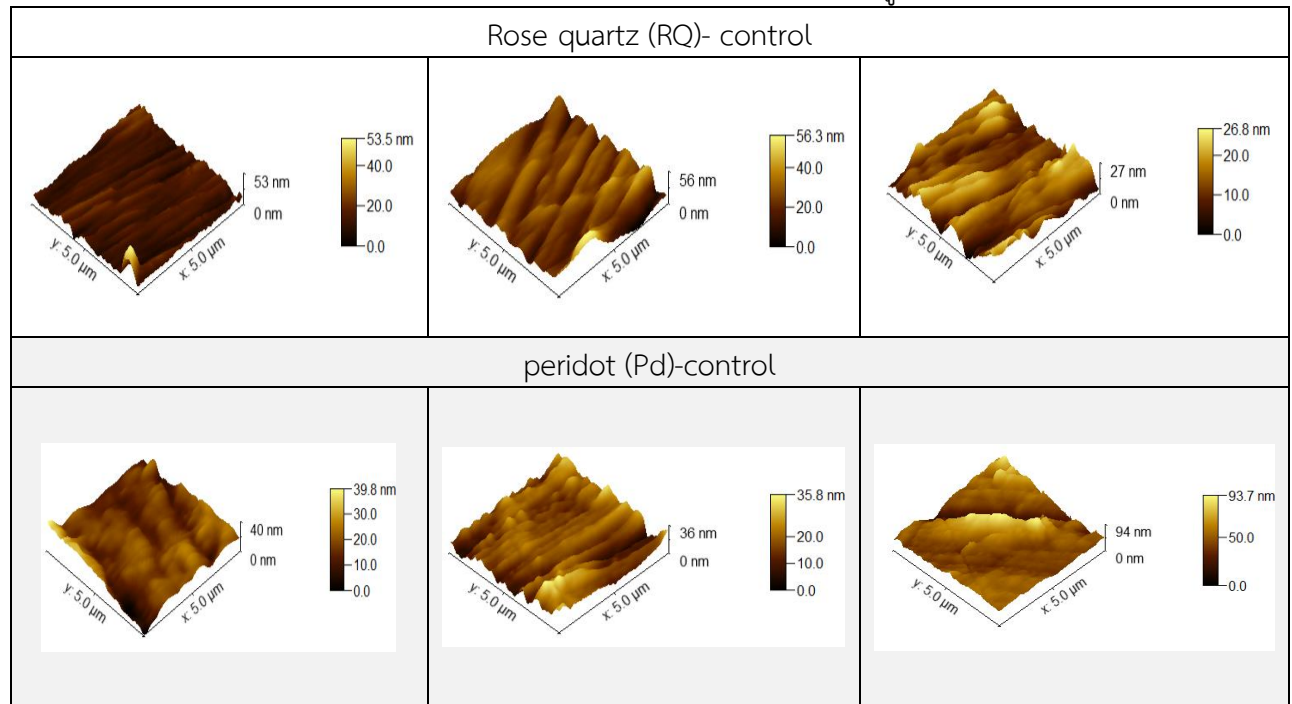 Rose quartz (RQ)- control
53.5 nm
40.0
20.0
0.0
53 nm
0 nm
y: 5.0 µm
x: 5.0 µm
56.3 nm
40.0
20.0
0.0
56 nm
0 nm
y: 5.0 µm
x: 5.0 µm
26.8 nm
20.0
10.0
0.0
27 nm
0 nm
y: 5.0 µm
x: 5.0 µm
peridot (Pd)-control
39.8 nm
30.0
20.0
10.0
0.0
40 nm
0 nm
y: 5.0 µm
x: 5.0 µm
35.8 nm
20.0
10.0
0.0
36 nm
0 nm
y: 5.0 µm
x: 5.0 µm
93.7 nm
50.0
0.0
94 nm
0 nm
y: 5.0 µm
x: 5.0 µm